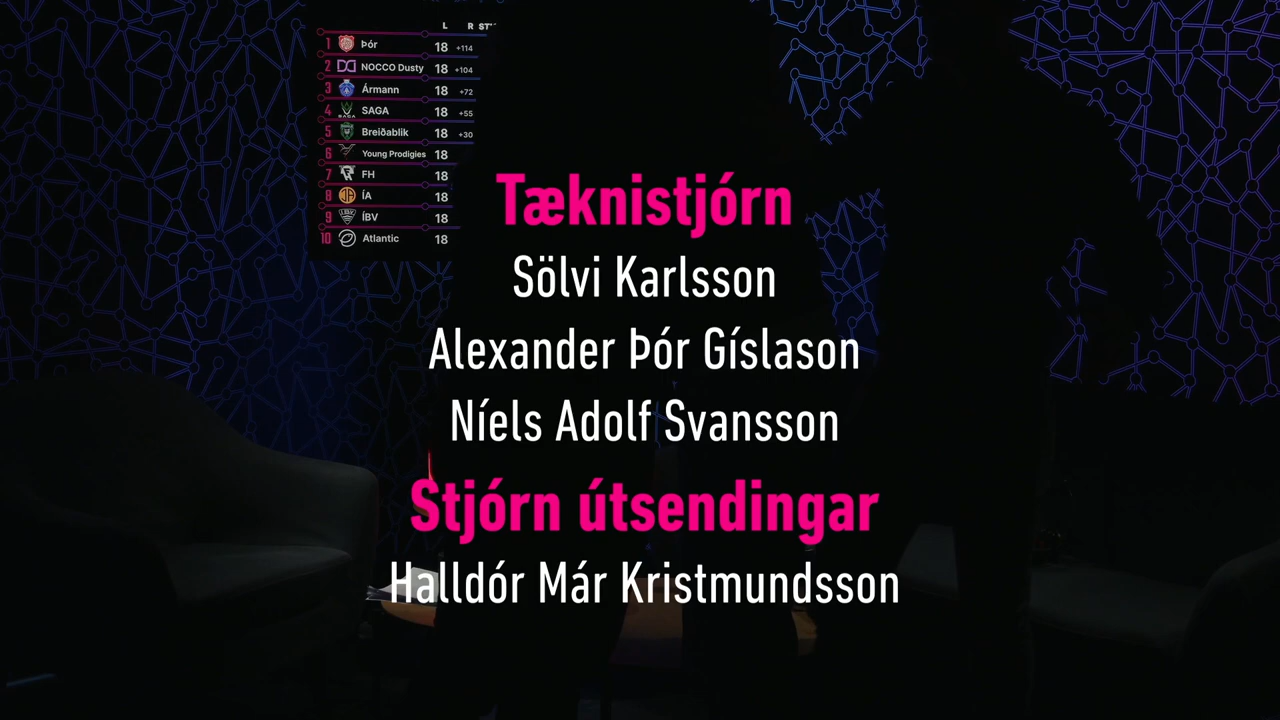 L R
1 Þór 18 +114
2 NOCCO Dusty 18 +104
3 Ármann 18 +72
4 SAGA 18 +55
5 Breiðablik 18 +30
6 Young Prodigies 18
7 FH 18
8 ÍA 18
9 ÍBV 18
10 Atlantic 18
Tæknistjórn
Sölvi Karlsson
Alexander Þór Gíslason
Níels Adolf Svansson
Stjórn útsendingar
Halldór Már Kristmundsson